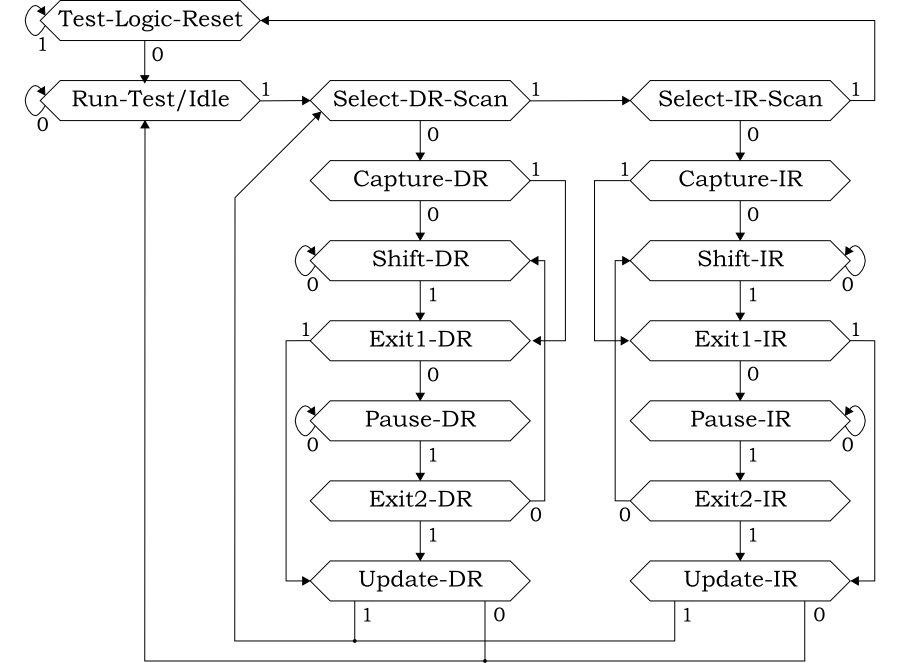 Test-Logic-Reset
1
0
Run-Test/Idle 1 Select-DR-Scan 1 Select-IR-Scan 1
0
0 0
Capture-DR 1 1 Capture-IR
0 0
Shift-DR Shift-IR
0 0
1 1
1 Exit1-DR Exit1-IR 1
0 0
Pause-DR Pause-IR
0 0
1 1
Exit2-DR Exit2-IR
0 0
1 1
Update-DR Update-IR
1 0 1 0